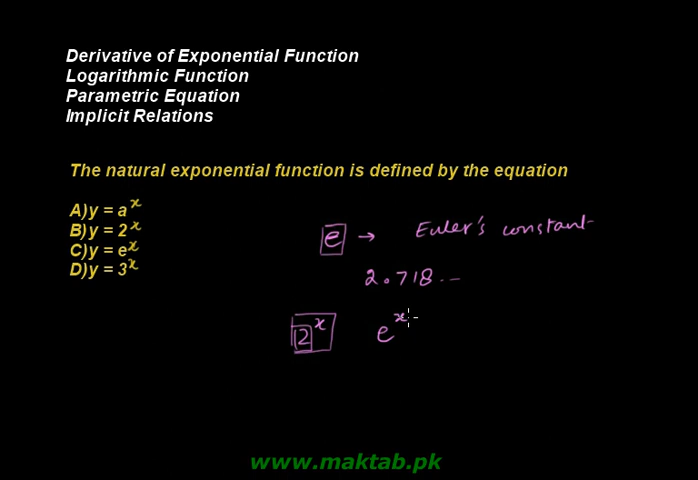 Derivative of Exponential Function
Logarithmic Function
Parametric Equation
Implicit Relations
The natural exponential function is defined by the equation
A)y = a^x
B)y = 2^x
C)y = e^x
D)y = 3^x
e → Euler's constant
2.718...
2^x e^x
www.maktab.pk